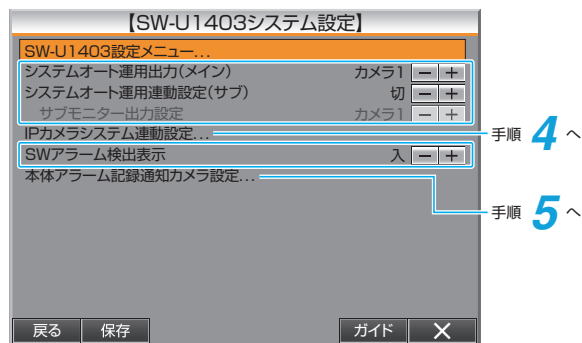 【SW-U1403システム設定】
SW-U1403設定メニュー...
システムオート運用出力(メイン) カメラ1 － ＋
システムオート運用連動設定(サブ) 切 － ＋
サブモニター出力設定 カメラ1 － ＋
IPカメラシステム連動設定...
手順 4 へ
SWアラーム検出表示 入 － ＋
本体アラーム記録通知カメラ設定...
手順 5 へ
戻る 保存 ガイド ×